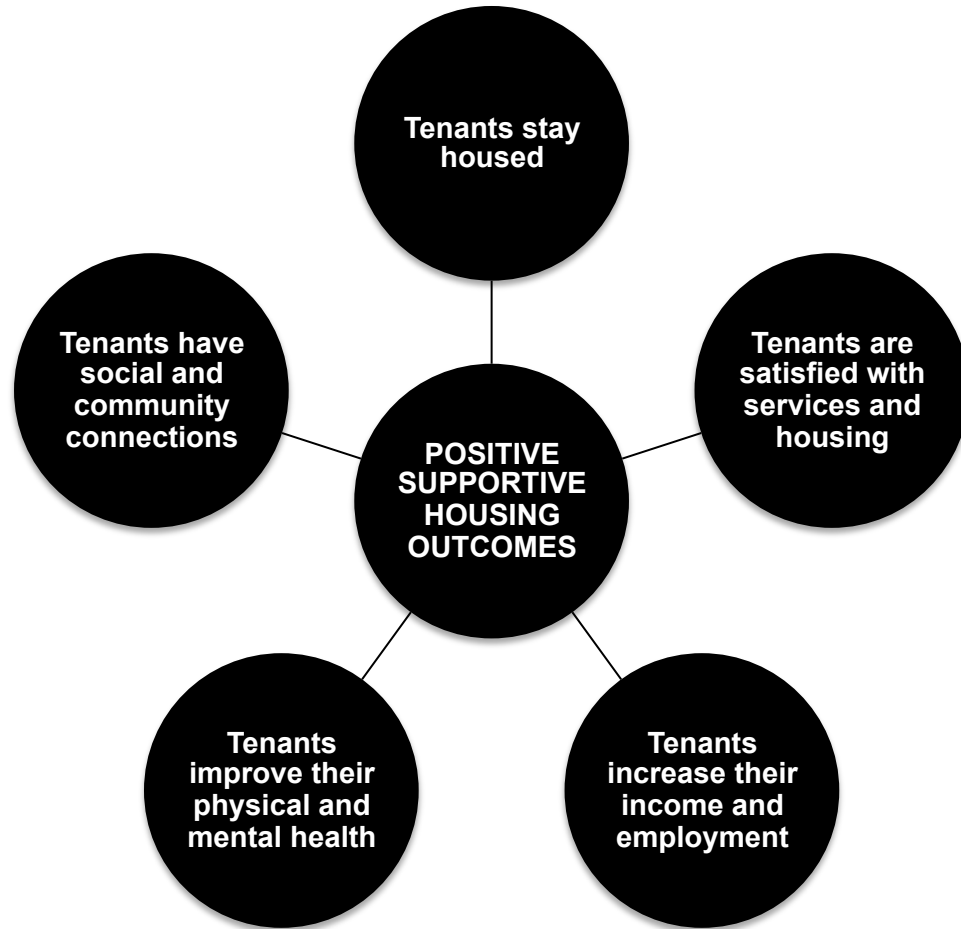 Tenants stay
housed
Tenants have
social and
community
connections
Tenants are
satisfied with
services and
housing
POSITIVE
SUPPORTIVE
HOUSING
OUTCOMES
Tenants
improve their
physical and
mental health
Tenants
increase their
income and
employment